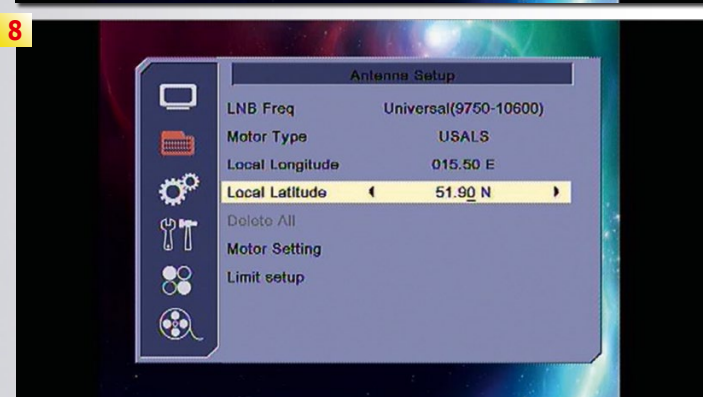 8
Antenna Setup
LNB Freq Universal(9750-10600)
Motor Type USALS
Local Longitude 015.50 E
Local Latitude 51.90 N
Delete All
Motor Setting
Limit setup